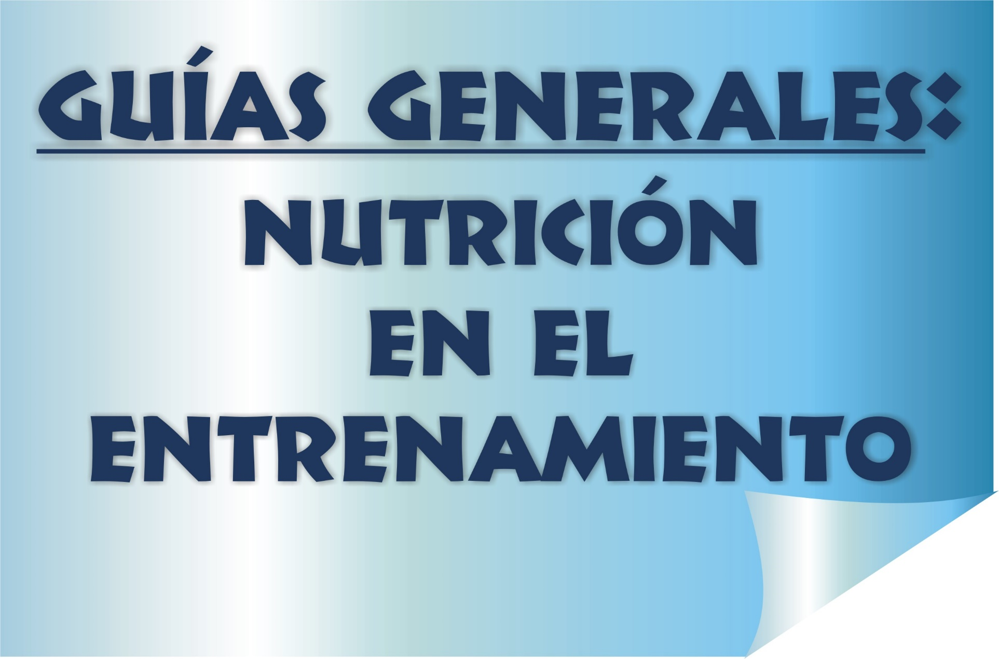 GUÍAS GENERALES:
NUTRICIÓN
EN EL
ENTRENAMIENTO